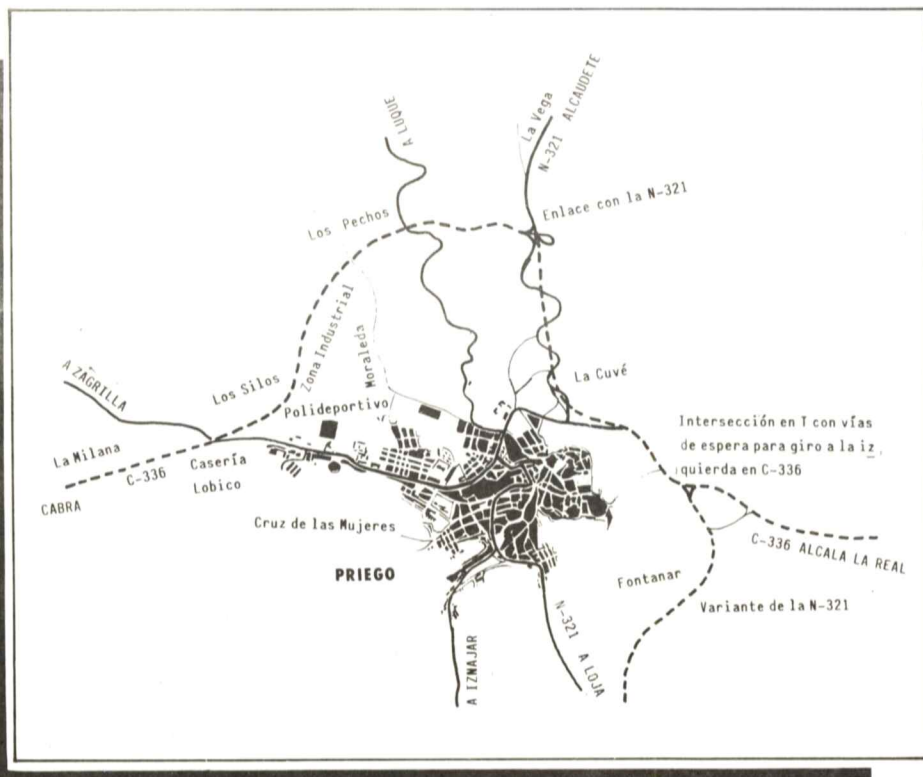 A LUQUE
La Vega
N-321 ALCAUDETE
Los Pechos
Enlace con la N-321
Zona Industrial
Moraleda
A ZAGRILLA
Los Silos
La Cuvé
Polideportivo
Intersección en T con vías
de espera para giro a la iz
quierda en C-336
La Milana
C-336
Casería
Lobico
CABRA
Cruz de las Mujeres
C-336 ALCALA LA REAL
PRIEGO
Fontanar
Variante de la N-321
A IZNAJAR
N-321 A LOJA